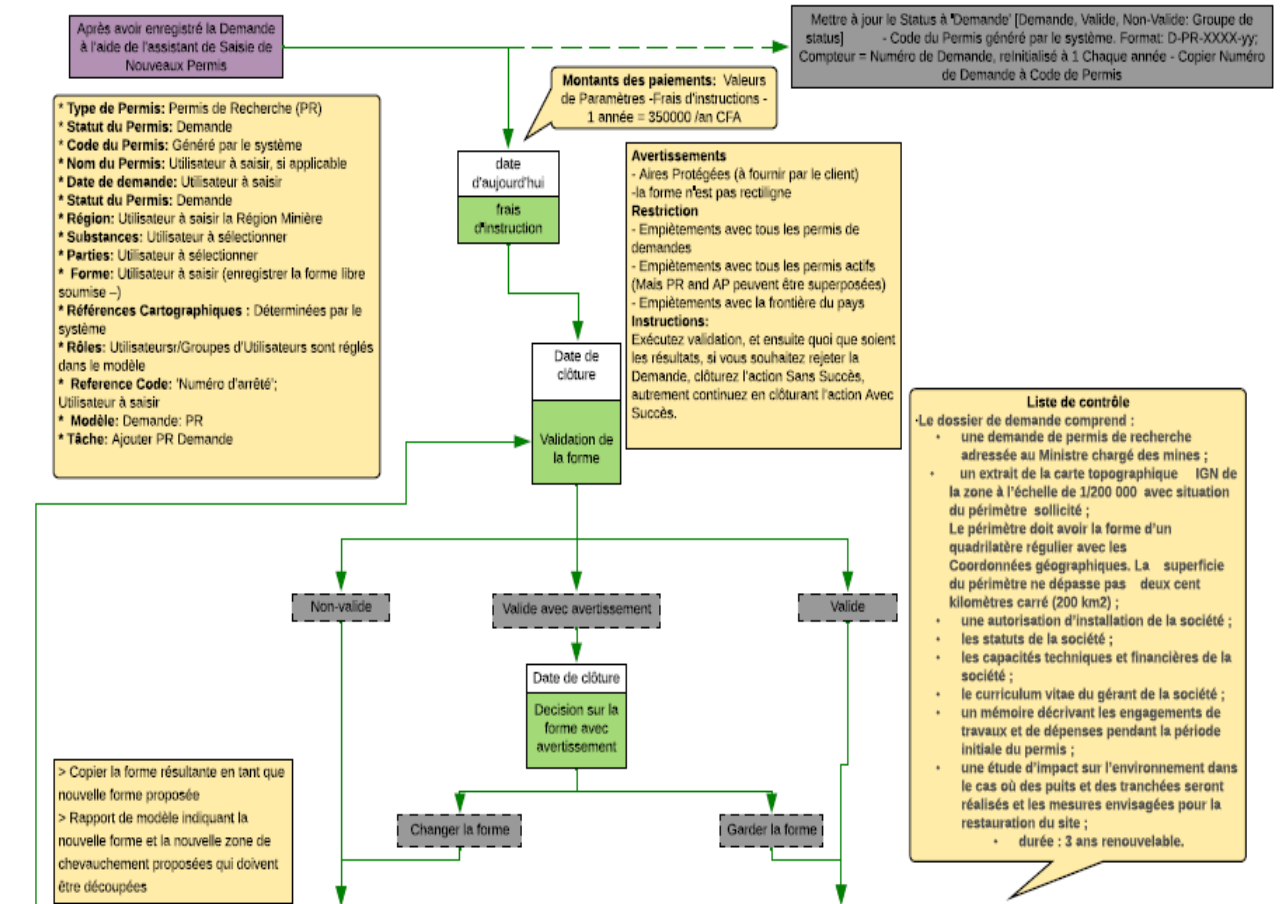 Après avoir enregistré la Demande
à l'aide de l'assistant de Saisie de
Nouveaux Permis
Mettre à jour le Status à "Demande' [Demande, Valide, Non-Valide: Groupe de
status] - Code du Permis généré par le système. Format: D-PR-XXXX-yy;
Compteur = Numéro de Demande, reInitialisé à 1 Chaque année - Copier Numéro
de Demande à Code de Permis
Montants des paiements: Valeurs
de Paramètres -Frais d'instructions -
1 année = 350000 /an CFA
* Type de Permis: Permis de Recherche (PR)
* Statut du Permis: Demande
* Code du Permis: Généré par le système
* Nom du Permis: Utilisateur à saisir, si applicable
* Date de demande: Utilisateur à saisir
* Statut du Permis: Demande
* Région: Utilisateur à saisir la Région Minière
* Substances: Utilisateur à sélectionner
* Parties: Utilisateur à sélectionner
* Forme: Utilisateur à saisir (enregistrer la forme libre
soumise –)
* Références Cartographiques : Déterminées par le
système
* Rôles: Utilisateursr/Groupes d'Utilisateurs sont réglés
dans le modèle
* Reference Code: 'Numéro d'arrêté';
Utilisateur à saisir
* Modèle: Demande: PR
* Tâche: Ajouter PR Demande
date
d'aujourd'hui
frais
d'instruction
Avertissements
- Aires Protégées (à fournir par le client)
-la forme n'est pas rectiligne
Restriction
- Empiètements avec tous les permis de
demandes
- Empiètements avec tous les permis actifs
(Mais PR and AP peuvent être superposées)
- Empiètements avec la frontière du pays
Instructions:
Exécutez validation, et ensuite quoi que soient
les résultats, si vous souhaitez rejeter la
Demande, clôturez l'action Sans Succès,
autrement continuez en clôturant l'action Avec
Succès.
Date de
clôture
Validation de
la forme
Liste de contrôle
·Le dossier de demande comprend :
• une demande de permis de recherche
adressée au Ministre chargé des mines ;
• un extrait de la carte topographique IGN de
la zone à l'échelle de 1/200 000 avec situation
du périmètre sollicité ;
Le périmètre doit avoir la forme d'un
quadrilatère régulier avec les
Coordonnées géographiques. La superficie
du périmètre ne dépasse pas deux cent
kilomètres carré (200 km2) ;
• une autorisation d'installation de la société ;
• les statuts de la société ;
• les capacités techniques et financières de la
société ;
• le curriculum vitae du gérant de la société ;
• un mémoire décrivant les engagements de
travaux et de dépenses pendant la période
initiale du permis ;
• une étude d'impact sur l'environnement dans
le cas où des puits et des tranchées seront
réalisés et les mesures envisagées pour la
restauration du site ;
• durée : 3 ans renouvelable.
Non-valide
Valide avec avertissement
Valide
Date de clôture
Decision sur la
forme avec
avertissement
> Copier la forme résultante en tant que
nouvelle forme proposée
> Rapport de modèle indiquant la
nouvelle forme et la nouvelle zone de
chevauchement proposées qui doivent
être découpées
Changer la forme
Garder la forme